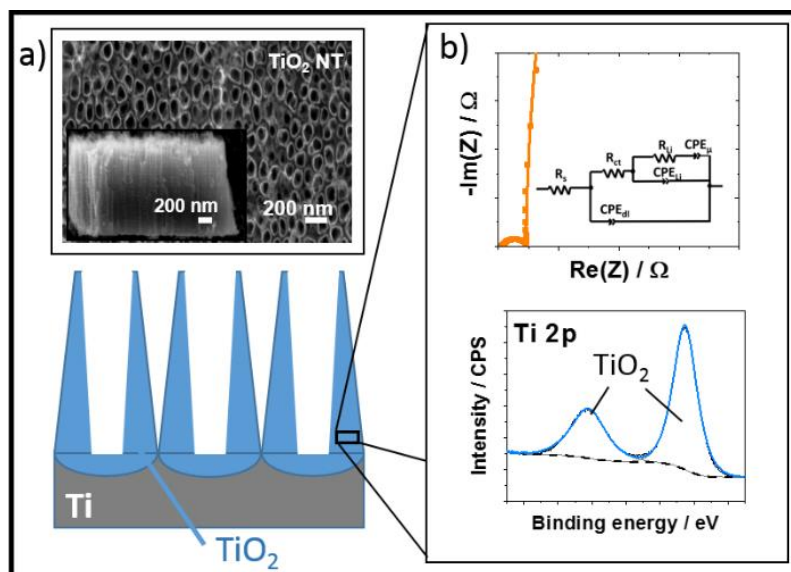 a)
TiO₂ NT
200 nm
200 nm
Ti
TiO₂
b)
-Im(Z) / Ω
Rs
Rct
RLi
CPEμ
CPELi
CPEdl
Re(Z) / Ω
Ti 2p
TiO₂
Intensity / CPS
Binding energy / eV